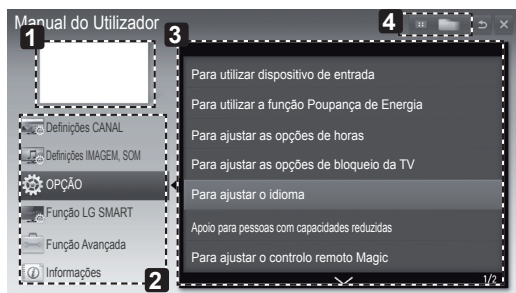 Manual do Utilizador
1
3
4
Definições CANAL
Definições IMAGEM, SOM
OPÇÃO
Função LG SMART
Função Avançada
Informações
2
Para utilizar dispositivo de entrada
Para utilizar a função Poupança de Energia
Para ajustar as opções de horas
Para ajustar as opções de bloqueio da TV
Para ajustar o idioma
Apoio para pessoas com capacidades reduzidas
Para ajustar o controlo remoto Magic
1/2